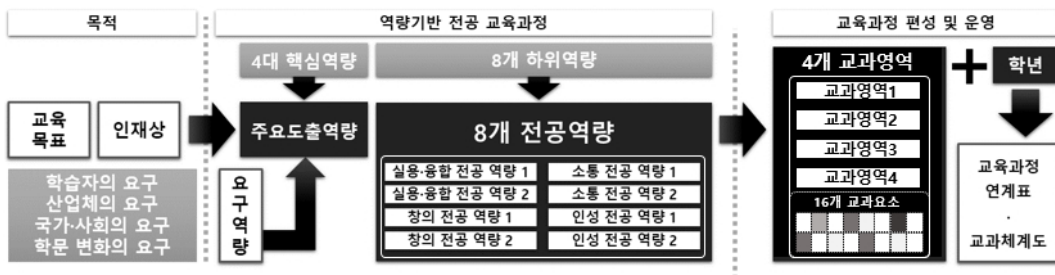 목적
역량기반 전공 교육과정
교육과정 편성 및 운영
4대 핵심역량
8개 하위역량
4개 교과영역
학년
교육
목표
인재상
주요도출역량
8개 전공역량
교과영역1
교과영역2
교과영역3
교과영역4
16개 교과요소
실용·융합 전공 역량 1
소통 전공 역량 1
실용·융합 전공 역량 2
소통 전공 역량 2
창의 전공 역량 1
인성 전공 역량 1
창의 전공 역량 2
인성 전공 역량 2
학습자의 요구
산업체의 요구
국가·사회의 요구
학문 변화의 요구
요
구
역
량
교육과정
연계표
·
교과체계도